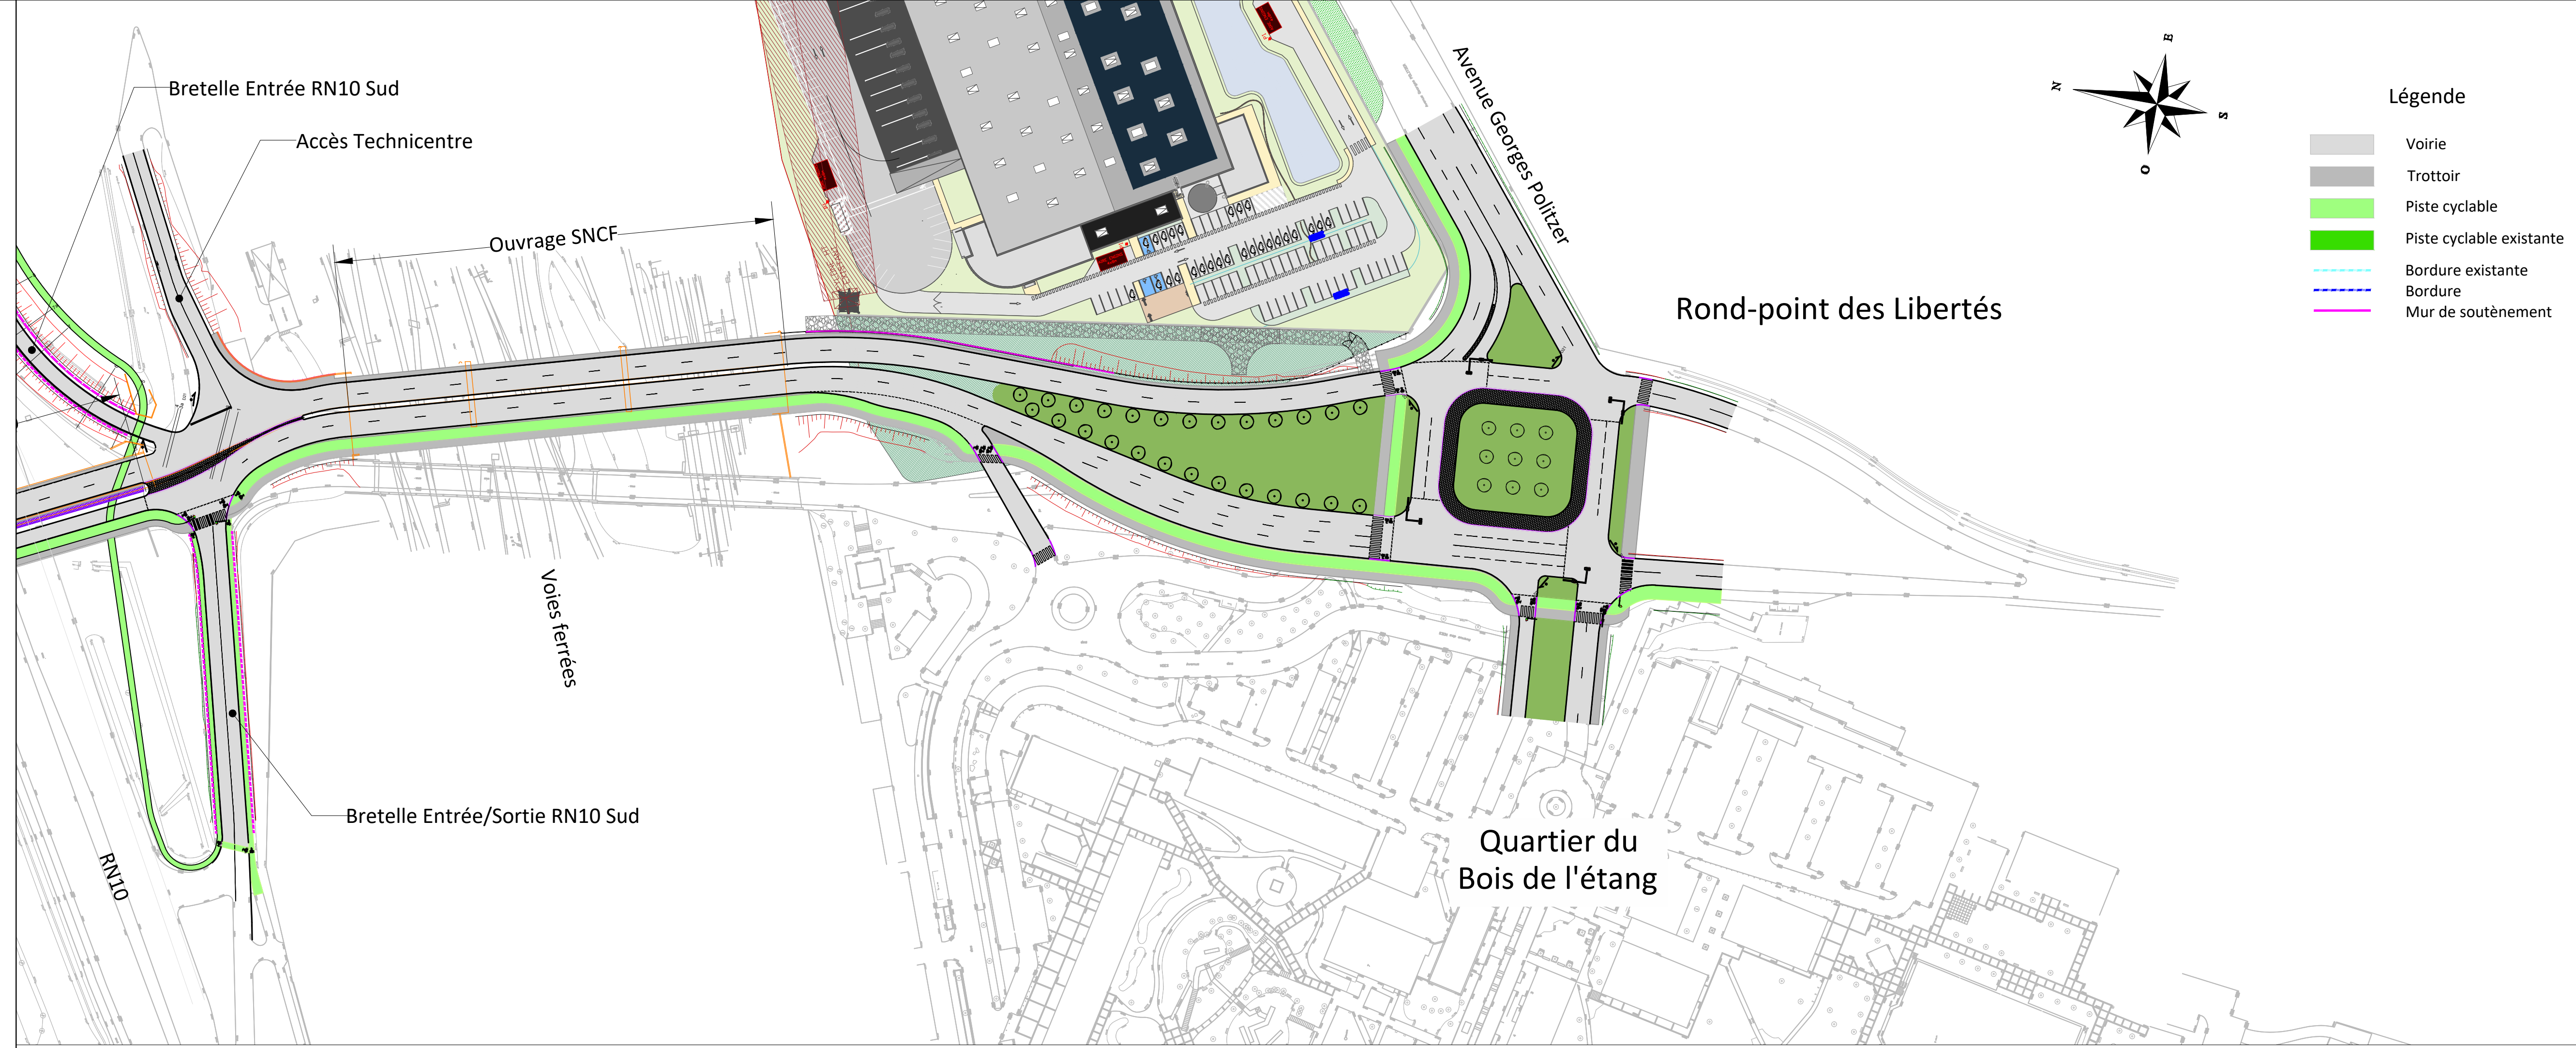 Bretelle Entrée RN10 Sud
Accès Technicentre
Ouvrage SNCF
Avenue Georges Politzer
Rond-point des Libertés
N
E
S
O
Légende
Voirie
Trottoir
Piste cyclable
Piste cyclable existante
Bordure existante
Bordure
Mur de soutènement
Voies ferrées
Bretelle Entrée/Sortie RN10 Sud
RN10
Quartier du
Bois de l'étang